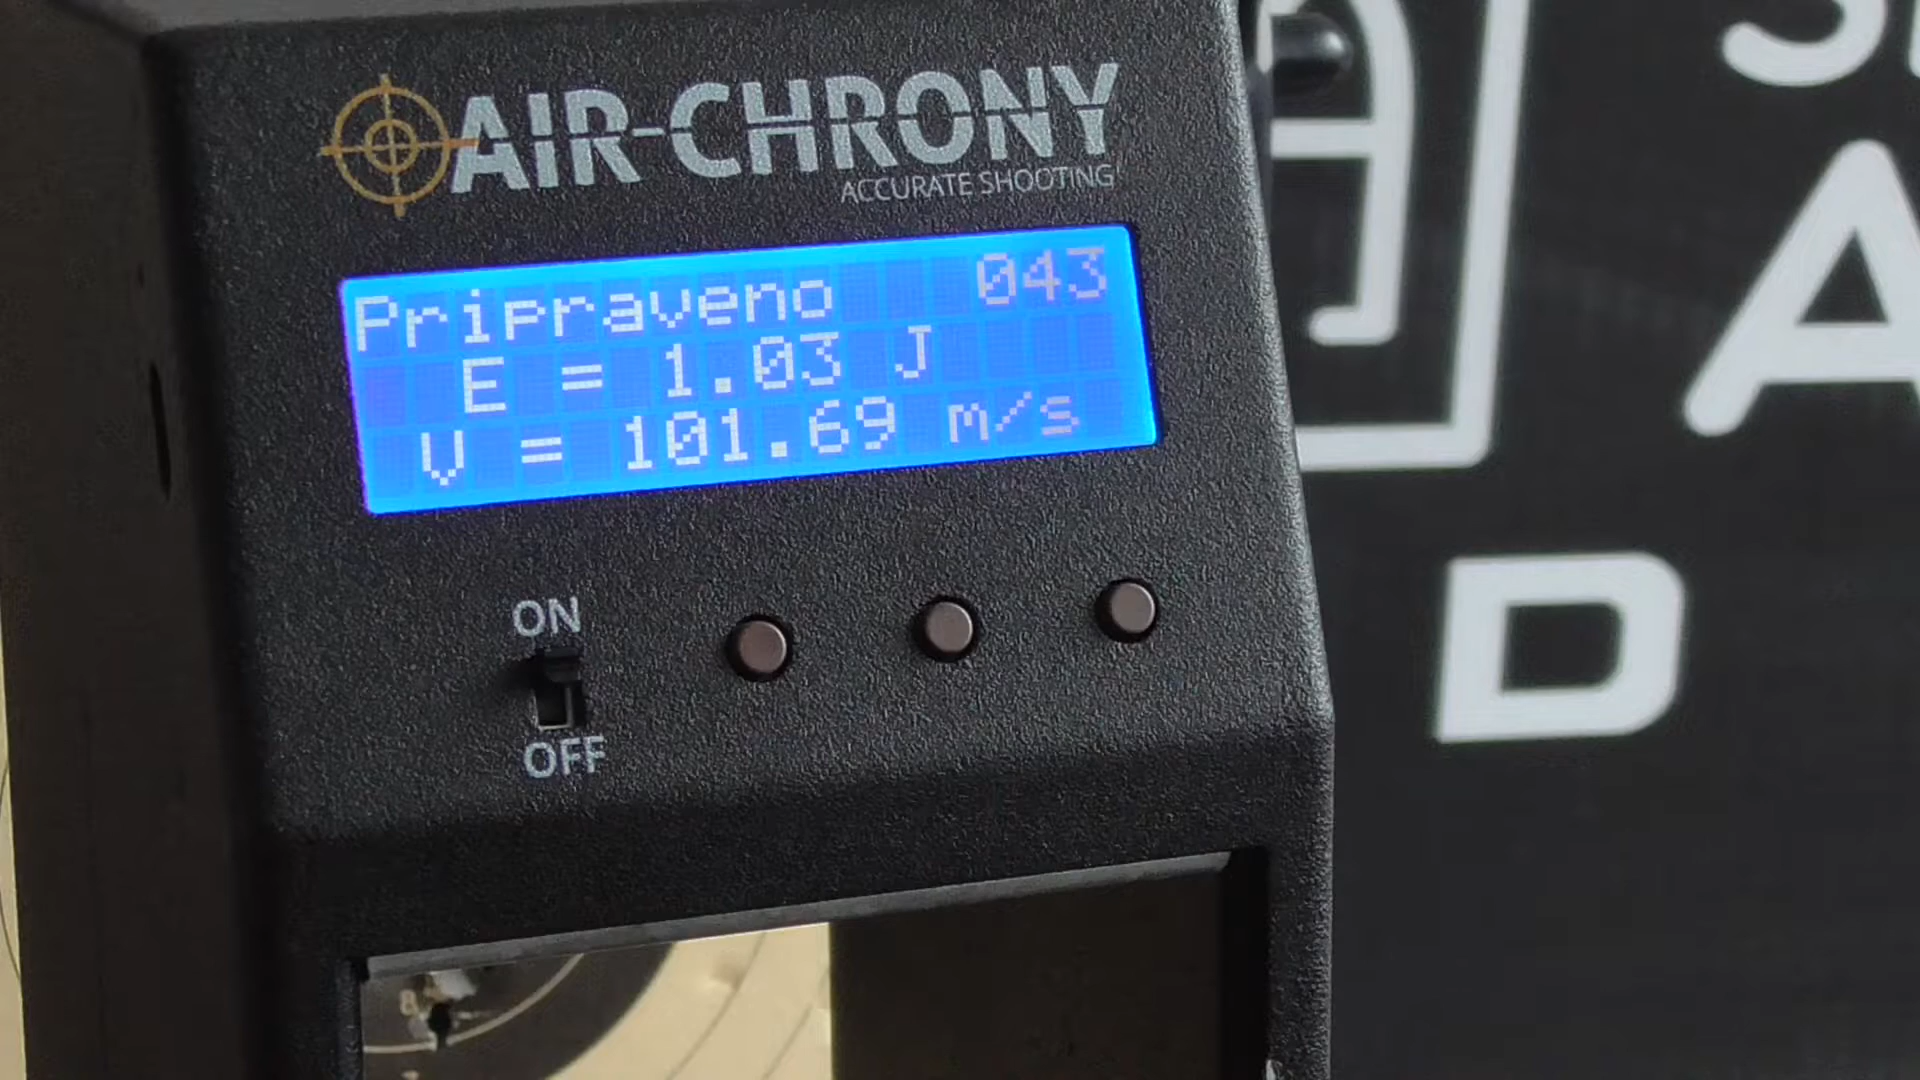 AIR-CHRONY
ACCURATE SHOOTING
Pripraveno 043
E = 1.03 J
V = 101.69 m/s
ON
OFF
A
D